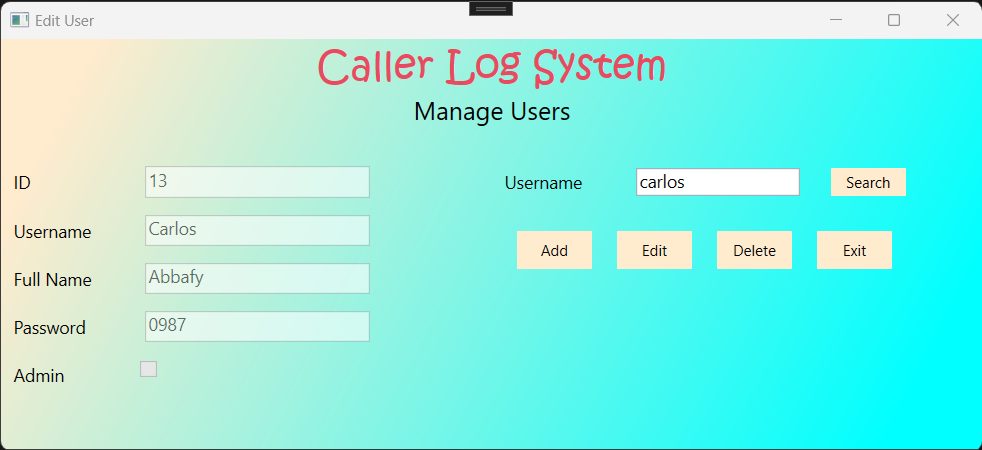 Edit User
Caller Log System
Manage Users
ID 13
Username Carlos
Full Name Abbafy
Password 0987
Admin
Username carlos Search
Add Edit Delete Exit